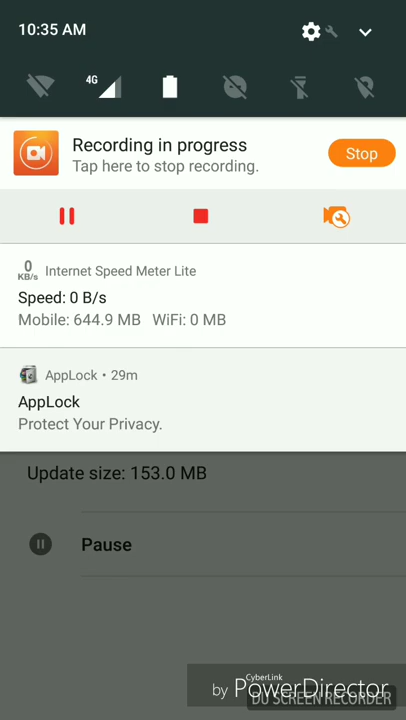 10:35 AM
4G
Recording in progress
Tap here to stop recording.
Stop
0
KB/s
Internet Speed Meter Lite
Speed: 0 B/s
Mobile: 644.9 MB WiFi: 0 MB
AppLock • 29m
AppLock
Protect Your Privacy.
Update size: 153.0 MB
Pause
CyberLink
by PowerDirector
DU SCREEN RECORDER